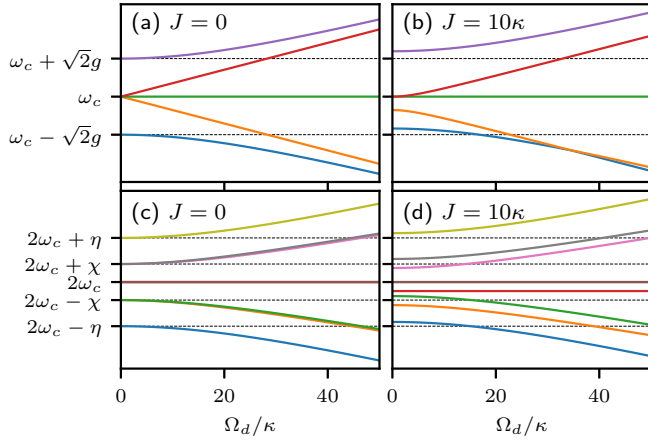 (a) J = 0
(b) J = 10κ
ω_c + √2g
ω_c
ω_c − √2g
(c) J = 0
(d) J = 10κ
2ω_c + η
2ω_c + χ
2ω_c
2ω_c − χ
2ω_c − η
0 20 40
0 20 40
Ω_d/κ
Ω_d/κ